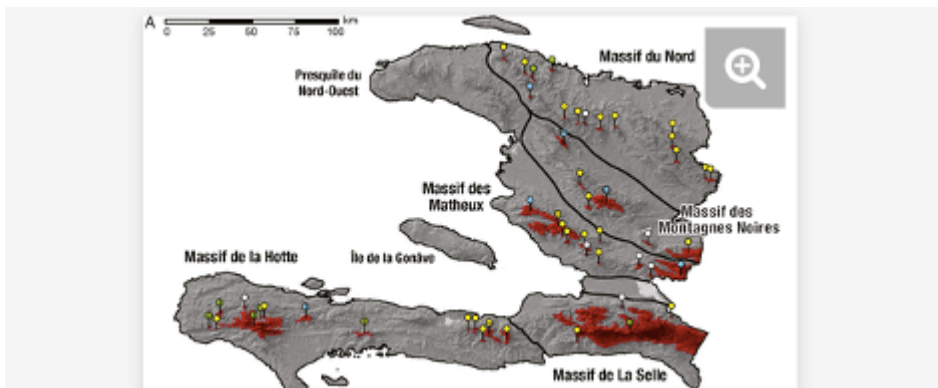 A
km
0 25 50 75 100
Massif du Nord
Presquîle du
Nord-Ouest
Massif des
Matheux
Massif des
Montagnes Noires
Massif de la Hotte
Île de la Gonâve
Massif de La Selle